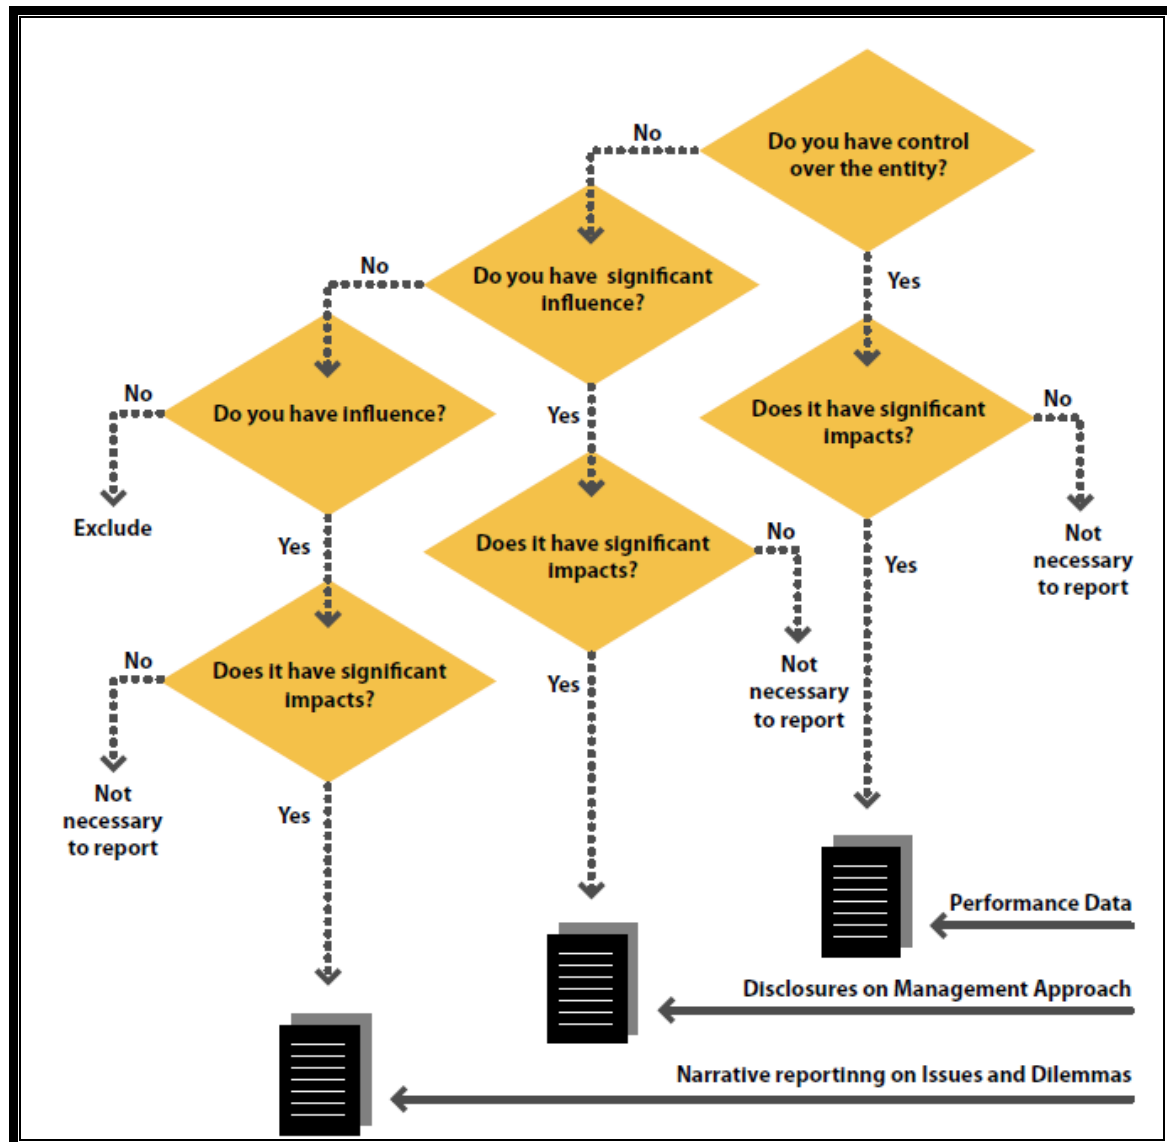 No
Do you have control
over the entity?
No
Do you have significant
influence?
Yes
No
Do you have influence?
Yes
Does it have significant
impacts?
No
Exclude
Yes
Does it have significant
impacts?
No
Not
necessary
to report
Yes
Does it have significant
impacts?
No
Not
necessary
to report
Yes
Not
necessary
to report
Yes
Performance Data
Disclosures on Management Approach
Narrative reportinng on Issues and Dilemmas